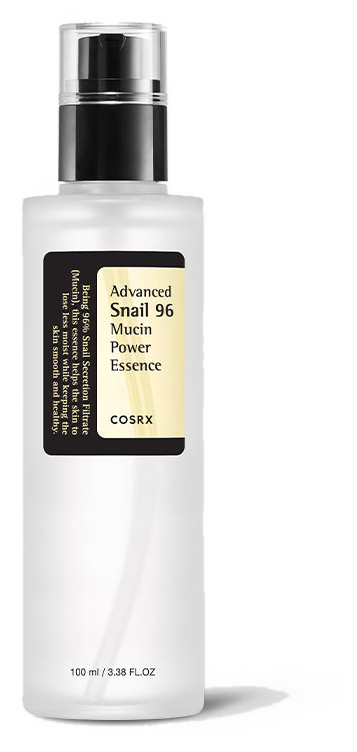 Advanced
Snail 96
Mucin
Power
Essence
COSRX
Being 96% Snail Secretion Filtrate
(Mucin), this essence helps the skin to
lose less moist while keeping the
skin smooth and healthy.
100 ml / 3.38 FL.OZ